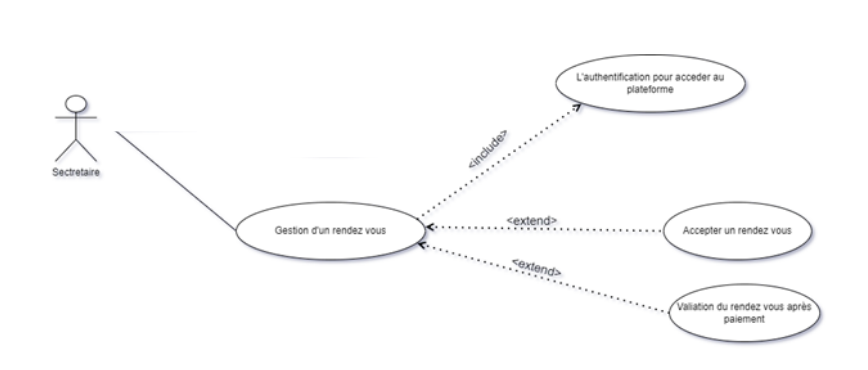 L'authentification pour acceder au
plateforme
<include>
Sectretaire
<extend>
Gestion d'un rendez vous
Accepter un rendez vous
<extend>
Valiation du rendez vous après
paiement